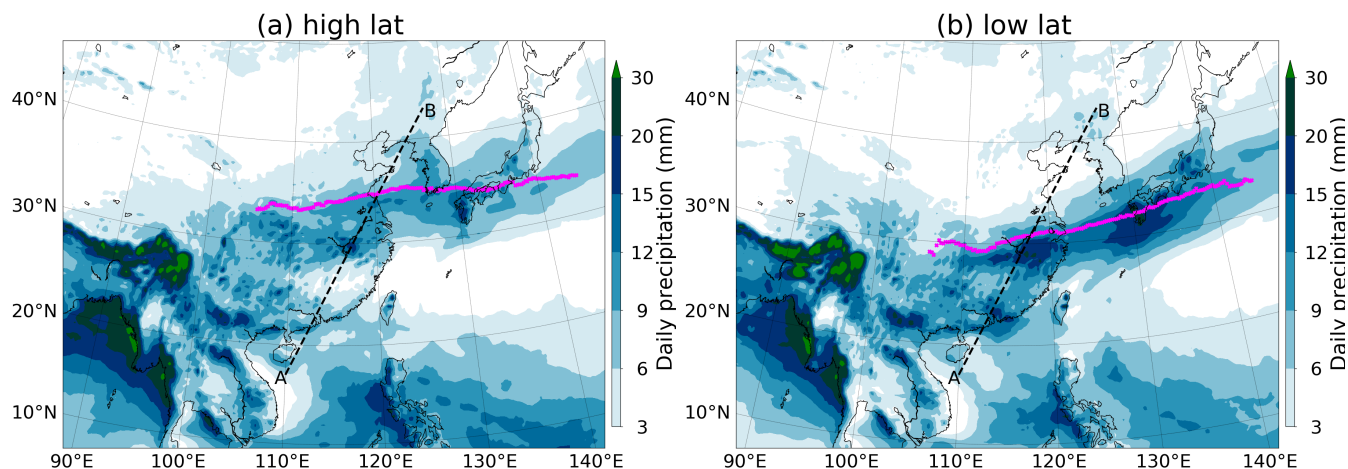 (a) high lat
(b) low lat
40°N
30°N
20°N
10°N
90°E
100°E
110°E
120°E
130°E
140°E
A
B
30
20
15
12
9
6
3
Daily precipitation (mm)
40°N
30°N
20°N
10°N
90°E
100°E
110°E
120°E
130°E
140°E
A
B
30
20
15
12
9
6
3
Daily precipitation (mm)